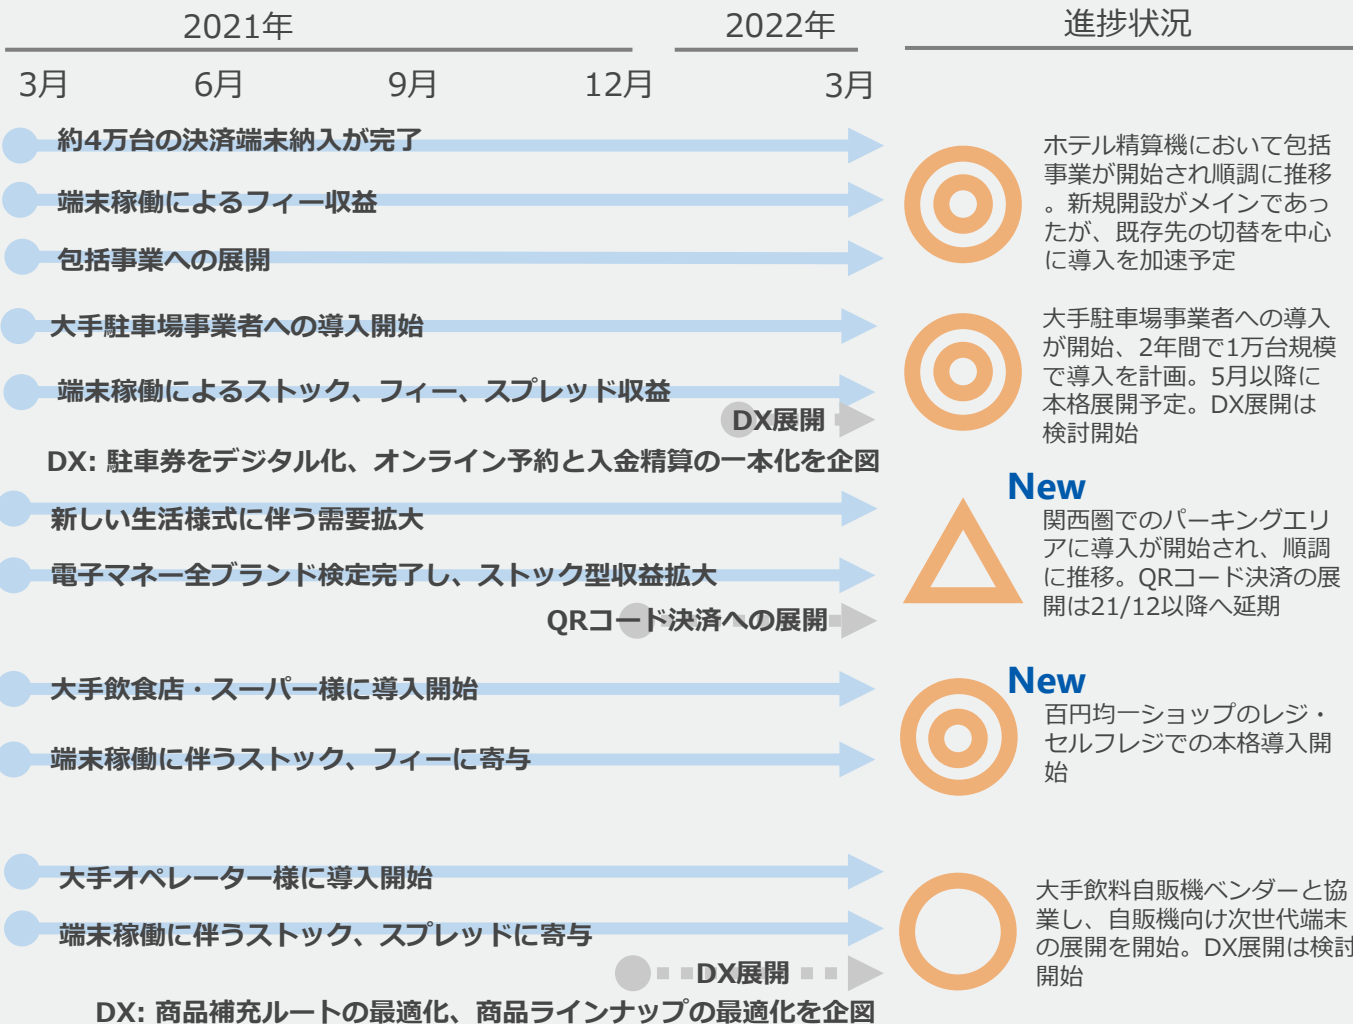 2021年
2022年
進捗状況
3月
6月
9月
12月
3月
約4万台の決済端末納入が完了
端末稼働によるフィー収益
包括事業への展開
ホテル精算機において包括
事業が開始され順調に推移
。新規開設がメインであっ
たが、既存先の切替を中心
に導入を加速予定
大手駐車場事業者への導入開始
端末稼働によるストック、フィー、スプレッド収益
DX展開
DX: 駐車券をデジタル化、オンライン予約と入金精算の一本化を企図
大手駐車場事業者への導入
が開始、2年間で1万台規模
で導入を計画。5月以降に
本格展開予定。DX展開は
検討開始
新しい生活様式に伴う需要拡大
電子マネー全ブランド検定完了し、ストック型収益拡大
QRコード決済への展開
New
関西圏でのパーキングエリ
アに導入が開始され、順調
に推移。QRコード決済の展
開は21/12以降へ延期
大手飲食店・スーパー様に導入開始
端末稼働に伴うストック、フィーに寄与
New
百円均一ショップのレジ・
セルフレジでの本格導入開
始
大手オペレーター様に導入開始
端末稼働に伴うストック、スプレッドに寄与
DX展開
DX: 商品補充ルートの最適化、商品ラインナップの最適化を企図
大手飲料自販機ベンダーと協
業し、自販機向け次世代端末
の展開を開始。DX展開は検討
開始